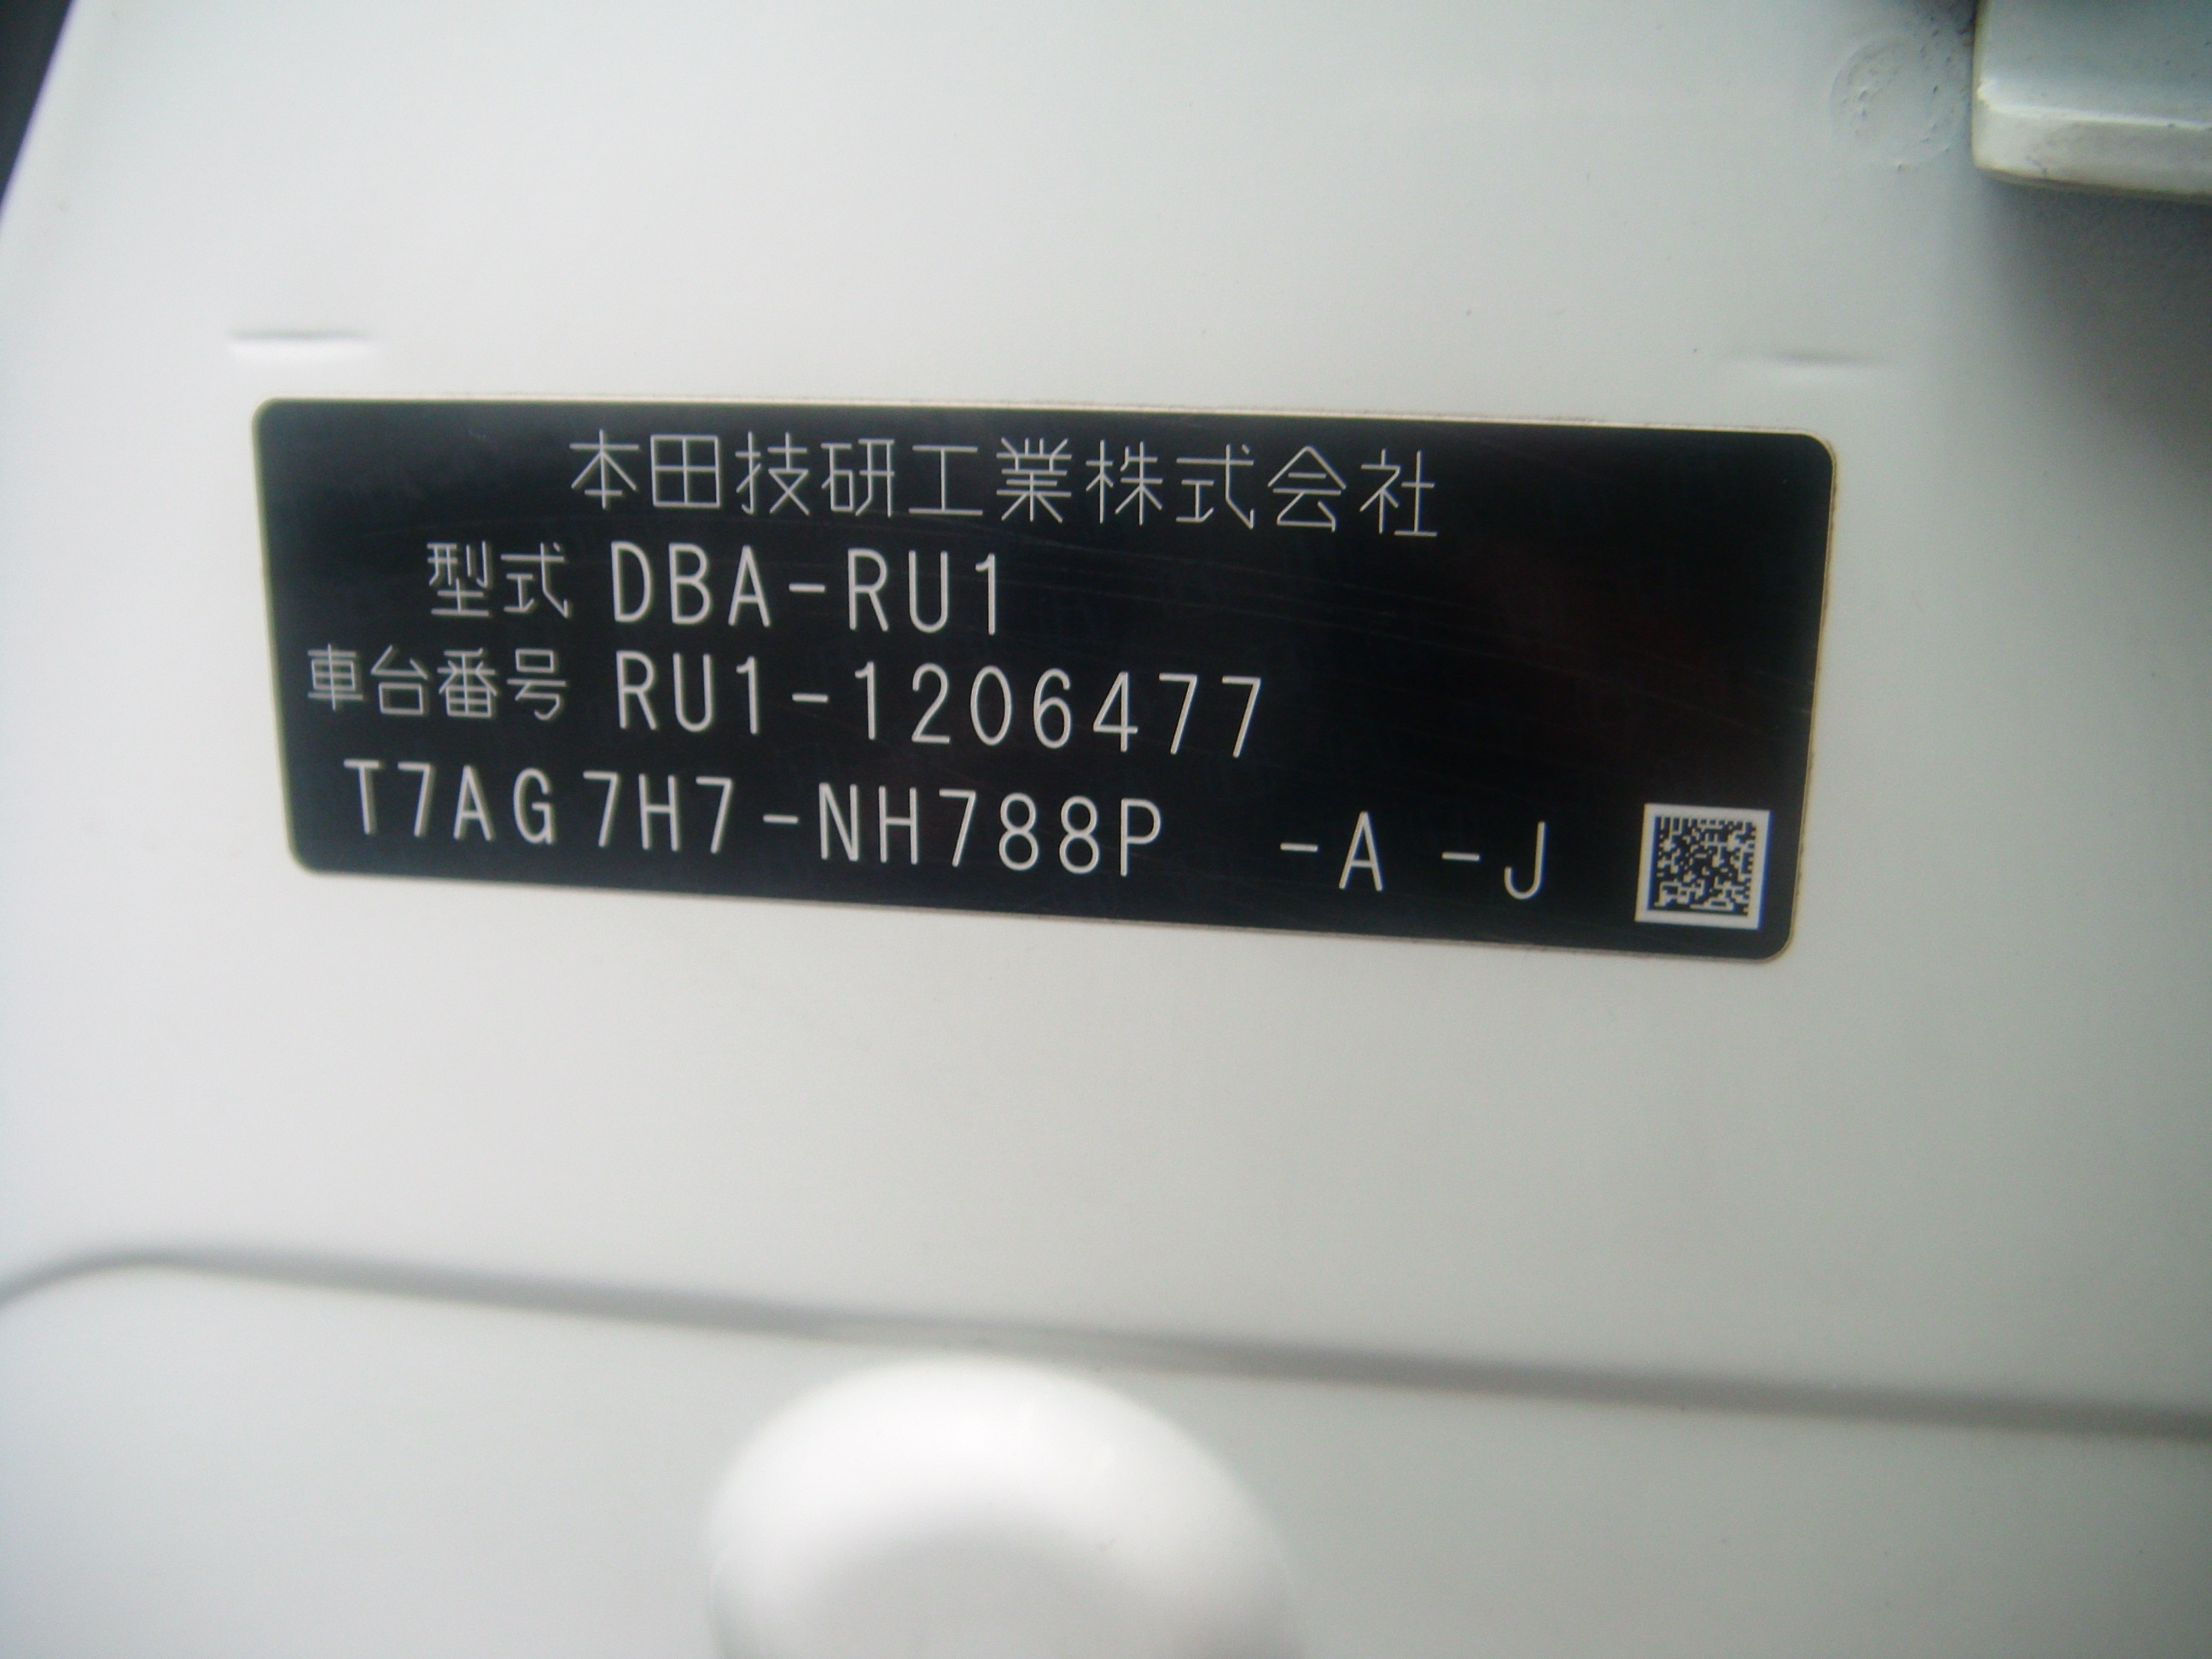 本田技研工業株式会社
型式 DBA-RU1
車台番号 RU1-1206477
T7AG7H7-NH788P -A -J